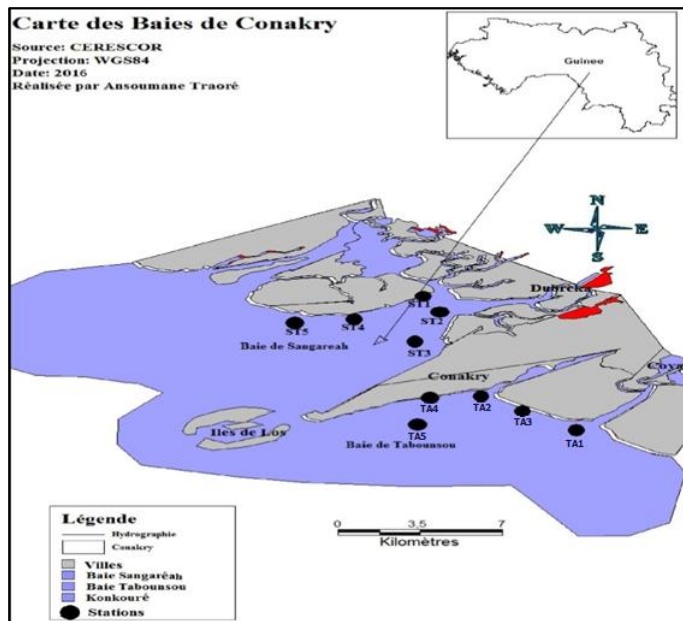 Carte des Baies de Conakry
Source: CERESCOR
Projection: WGS84
Date: 2016
Réalisée par Ansoumane Traoré
Guinee
N
W E
S
Dubréka
ST1
ST2
ST5
ST4
Baie de Sangareah
ST3
Coya
Conakry
TA4
TA2
TA3
TA1
TA5
Iles de Los
Baie de Tabounsou
Légende
Hydrographie
Conakry
Villes
Baie Sangaréah
Baie Tabounsou
Konkouré
Stations
0 3.5 7
Kilomètres